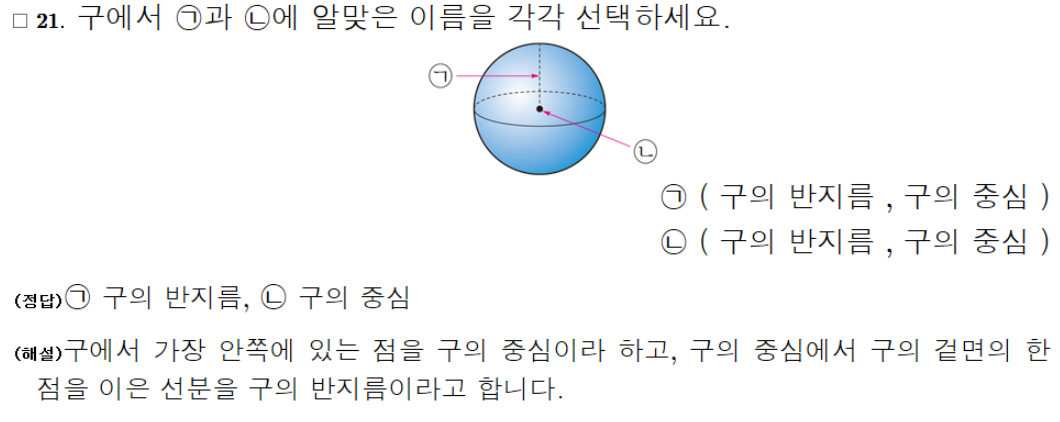 □ 21. 구에서 ㉠과 ㉡에 알맞은 이름을 각각 선택하세요.
㉠
㉡
㉠ ( 구의 반지름 , 구의 중심 )
㉡ ( 구의 반지름 , 구의 중심 )
(정답)㉠ 구의 반지름, ㉡ 구의 중심
(해설)구에서 가장 안쪽에 있는 점을 구의 중심이라 하고, 구의 중심에서 구의 겉면의 한
점을 이은 선분을 구의 반지름이라고 합니다.